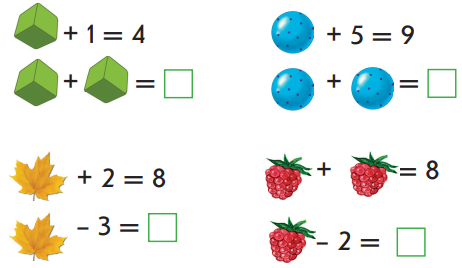 + 1 = 4
+ =
+ 5 = 9
+ =
+ 2 = 8
- 3 =
+ = 8
- 2 =